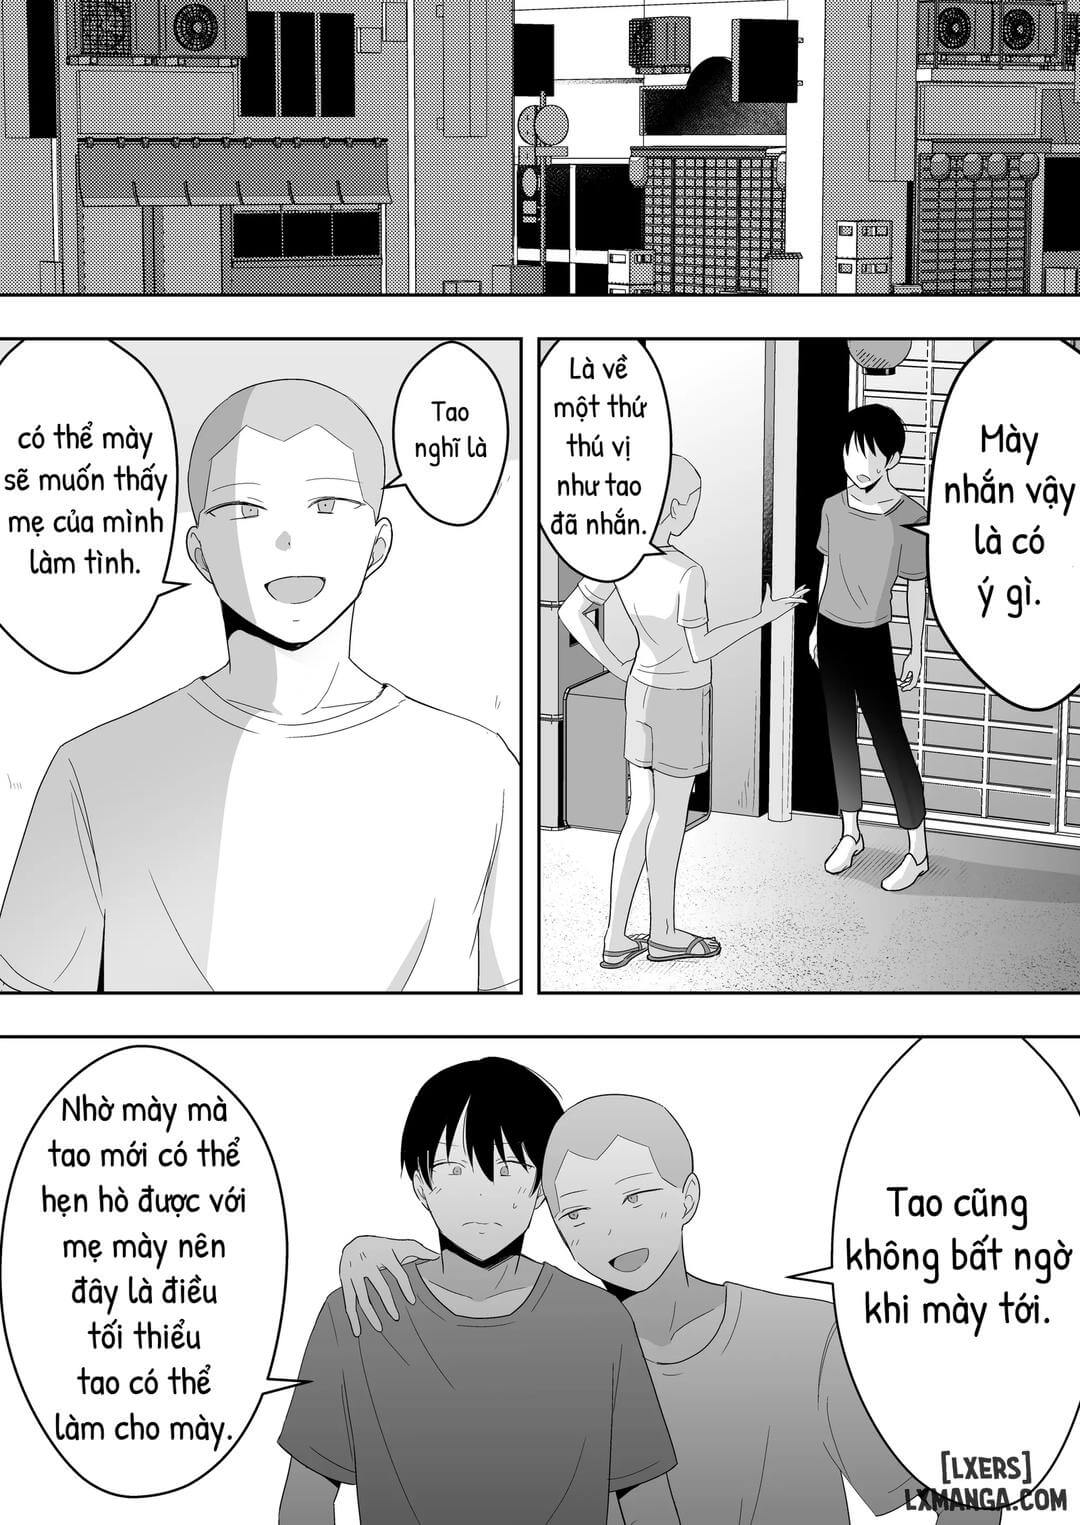 Mày
nhắn vậy
là có
ý gì.
Là về
một thứ
thú vị
như tao
đã nhắn.
Tao
nghĩ là
có thể mày
sẽ muốn thấy
mẹ của mình
làm tình.
Tao cũng
không bất ngờ
khi mày tới.
Nhờ mày mà
tao mới có thể
hẹn hò được với
mẹ mày nên
đây là điều
tối thiểu
tao có thể
làm cho mày.
[LXERS]
LXMANGA.COM